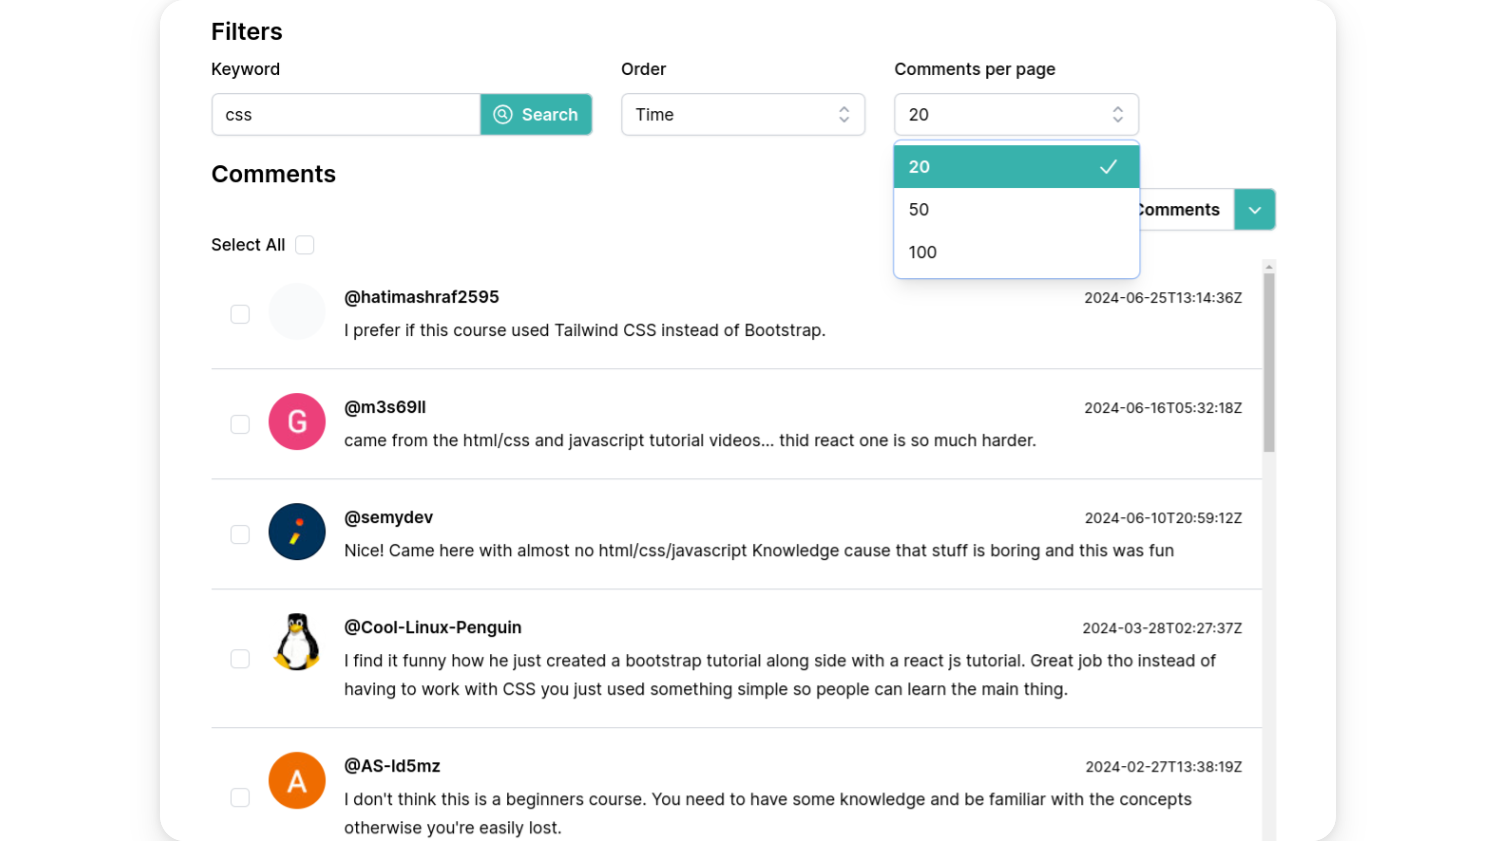 Filters
Keyword
Order
Comments per page
css
Search
Time
20
20
50
100
Comments
Comments
Select All
@hatimashraf2595
2024-06-25T13:14:36Z
I prefer if this course used Tailwind CSS instead of Bootstrap.
G
@m3s69ll
2024-06-16T05:32:18Z
came from the html/css and javascript tutorial videos... thid react one is so much harder.
@semydev
2024-06-10T20:59:12Z
Nice! Came here with almost no html/css/javascript Knowledge cause that stuff is boring and this was fun
@Cool-Linux-Penguin
2024-03-28T02:27:37Z
I find it funny how he just created a bootstrap tutorial along side with a react js tutorial. Great job tho instead of
having to work with CSS you just used something simple so people can learn the main thing.
A
@AS-ld5mz
2024-02-27T13:38:19Z
I don't think this is a beginners course. You need to have some knowledge and be familiar with the concepts
otherwise you're easily lost.